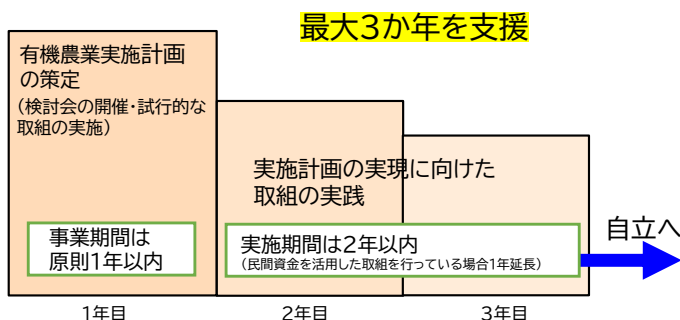 最大3か年を支援
有機農業実施計画
の策定
(検討会の開催・試行的な
取組の実施)
実施計画の実現に向けた
取組の実践
事業期間は
原則1年以内
実施期間は2年以内
(民間資金を活用した取組を行っている場合1年延長)
自立へ
1年目
2年目
3年目